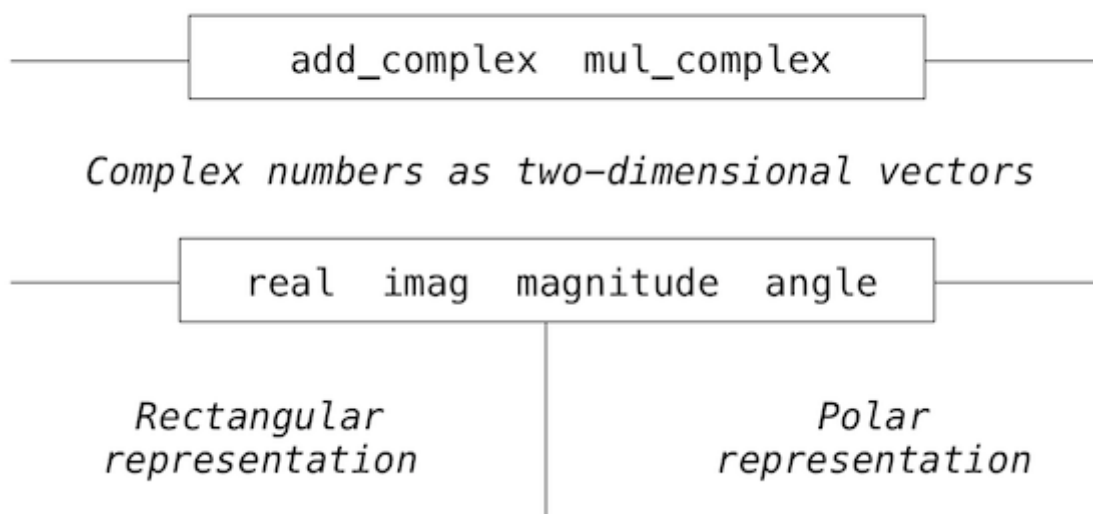 add_complex mul_complex
Complex numbers as two-dimensional vectors
real imag magnitude angle
Rectangular
representation
Polar
representation